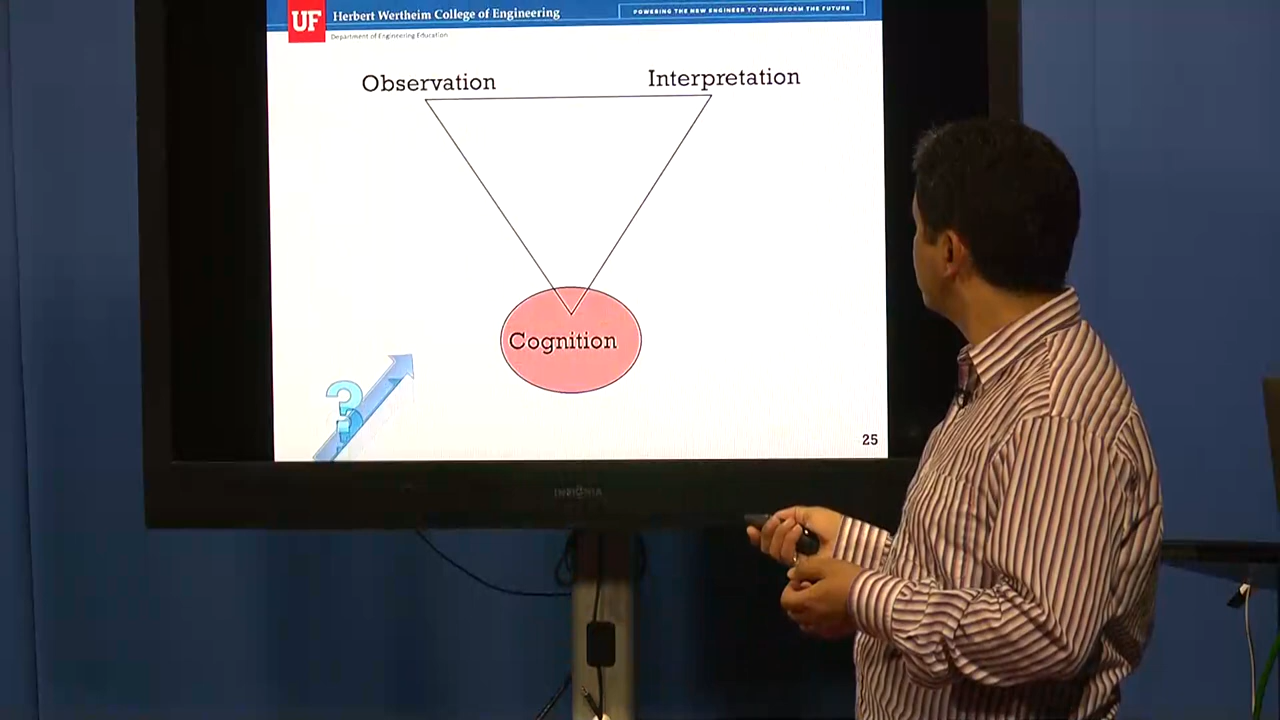 UF
Herbert Wertheim College of Engineering
POWERING THE NEW ENGINEER TO TRANSFORM THE FUTURE
Department of Engineering Education
Observation
Interpretation
Cognition
25
INSIGNIA